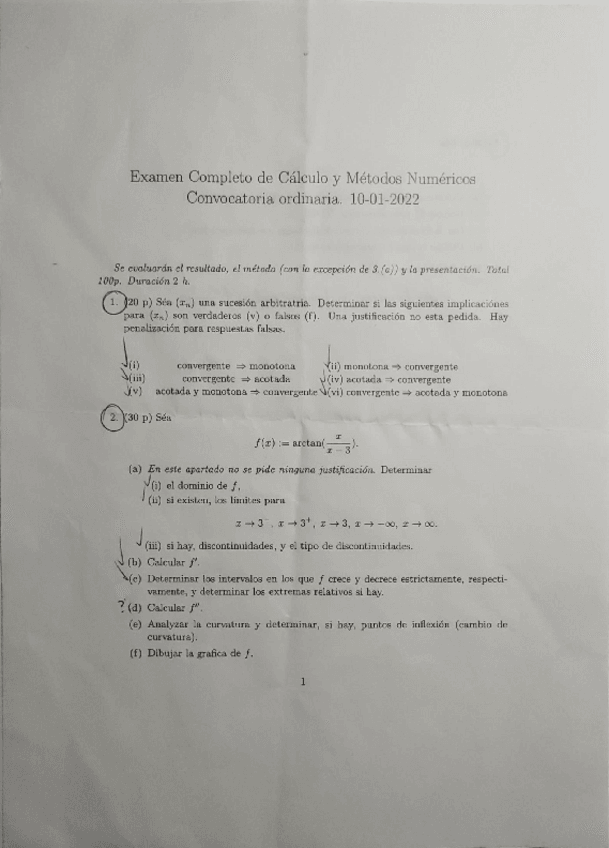 Examen Completo de Cálculo y Métodos Numéricos
Convocatoria ordinaria. 10-01-2022
Se evaluarán el resultado, el método (con la excepción de 3.(a)) y la presentación. Total
100p. Duración 2 h.
1. (20 p) Séa (xₙ) una sucesión arbitratria. Determinar si las siguientes implicaciónes
para (xₙ) son verdaderos (v) o falsos (f). Una justificación no esta pedida. Hay
penalización para respuestas falsas.
(i) convergente ⇒ monotona (ii) monotona ⇒ convergente
(iii) convergente ⇒ acotada (iv) acotada ⇒ convergente
(v) acotada y monotona ⇒ convergente (vi) convergente ⇒ acotada y monotona
2. (30 p) Séa
f(x) := arctan(x/(x − 3)).
(a) En este apartado no se pide ninguna justificación. Determinar
(i) el dominio de f,
(ii) si existen, los limites para
x → 3⁻, x → 3⁺, x → 3, x → −∞, x → ∞.
(iii) si hay, discontinuidades, y el tipo de discontinuidades.
(b) Calcular f′.
(c) Determinar los intervalos en los que f crece y decrece estrictamente, respecti-
vamente, y determinar los extremas relativos si hay.
? (d) Calcular f″.
(e) Analyzar la curvatura y determinar, si hay, puntos de inflexión (cambio de
curvatura).
(f) Dibujar la grafica de f.
1